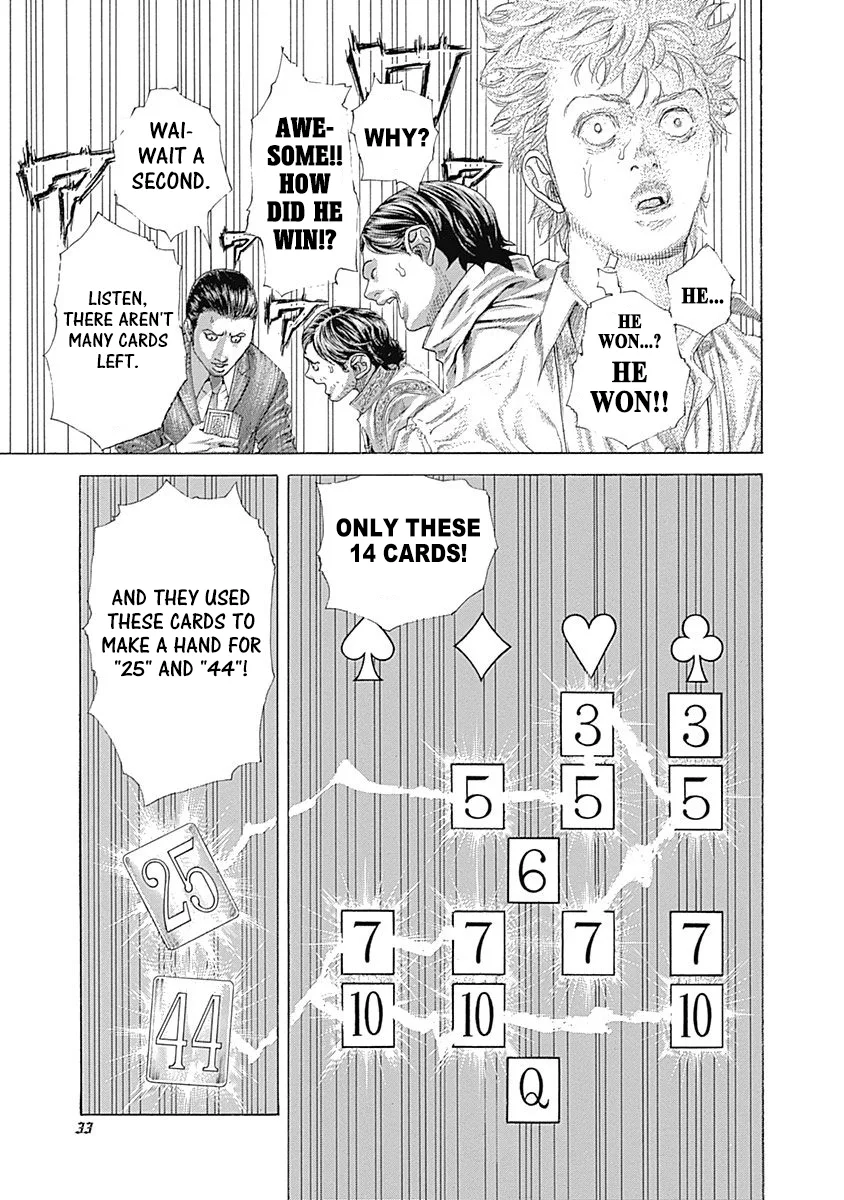 HE...
HE
WON...?
HE
WON!!
WHY?
AWE-
SOME!!
HOW
DID HE
WIN!?
WAI-
WAIT A
SECOND.
LISTEN,
THERE AREN'T
MANY CARDS
LEFT.
ONLY THESE
14 CARDS!
3 3
5 5 5
6
7 7 7 7
10 10 10
Q
AND THEY USED
THESE CARDS TO
MAKE A HAND FOR
"25" AND "44"!
25
44
33